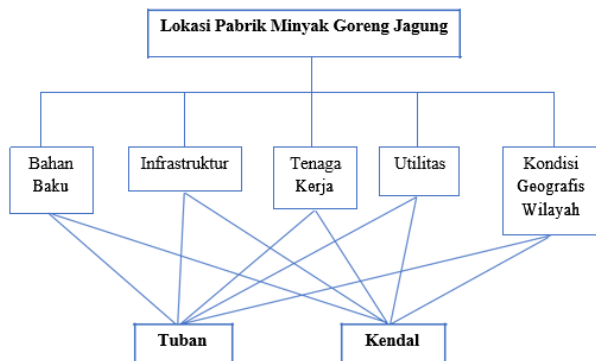 Lokasi Pabrik Minyak Goreng Jagung
Bahan
Baku
Infrastruktur
Tenaga
Kerja
Utilitas
Kondisi
Geografis
Wilayah
Tuban
Kendal